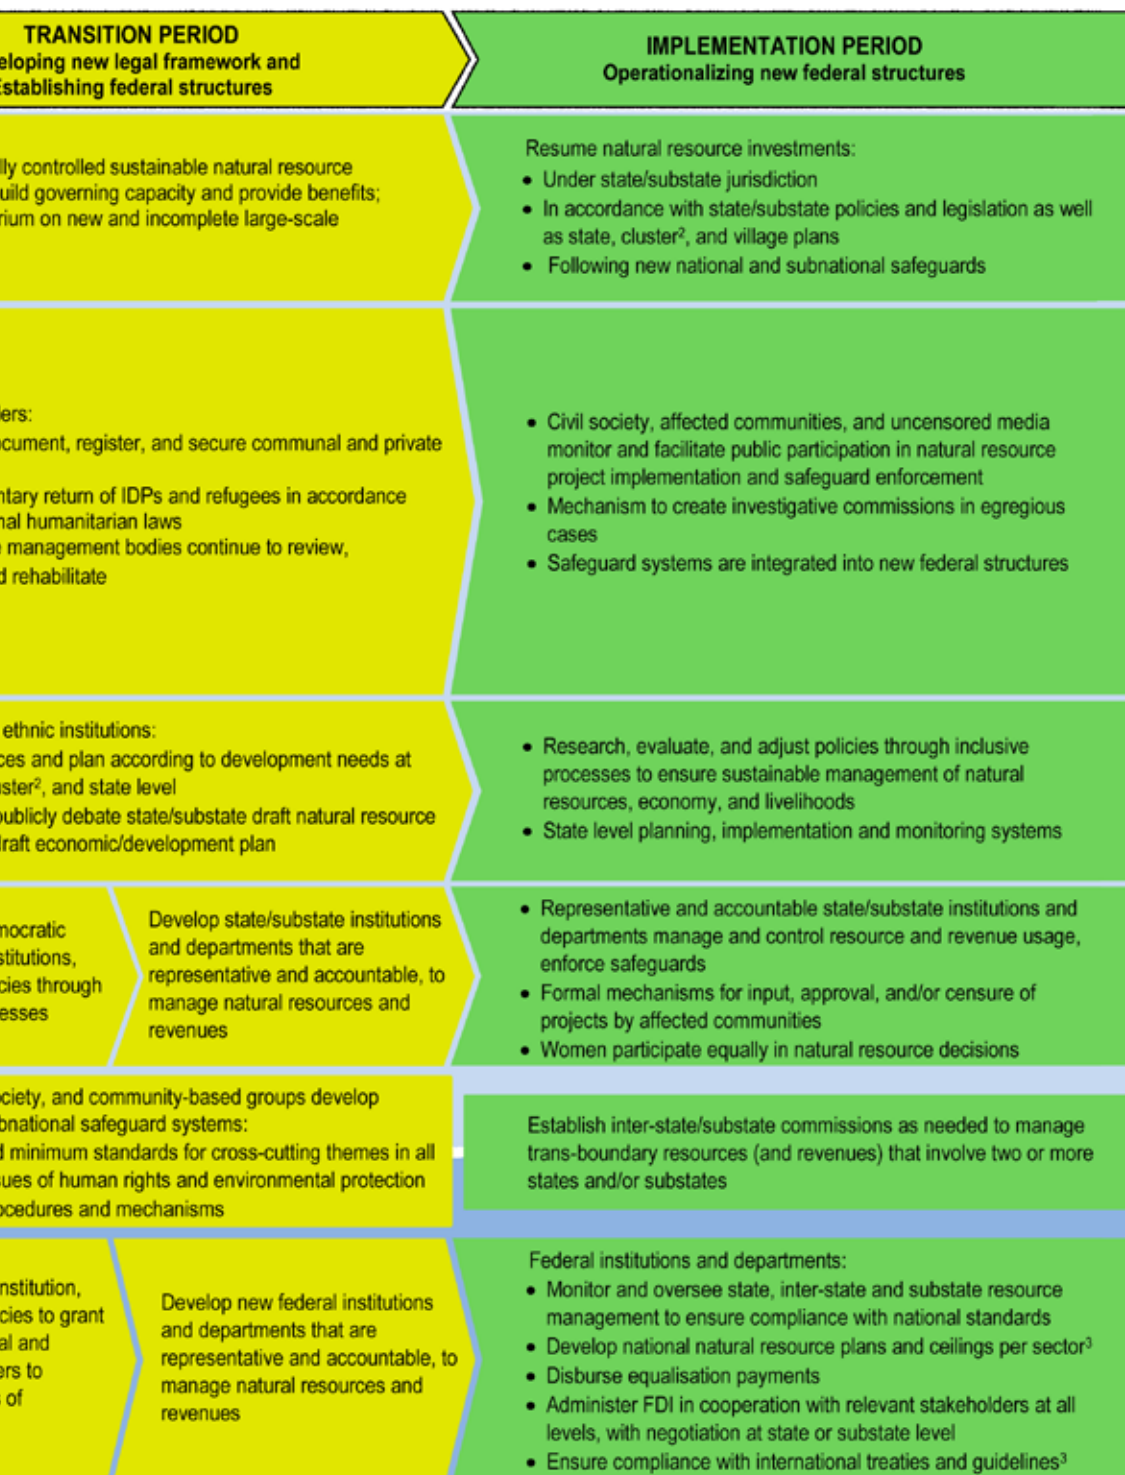 TRANSITION PERIOD
eloping new legal framework and
Establishing federal structures
IMPLEMENTATION PERIOD
Operationalizing new federal structures
lly controlled sustainable natural resource
uild governing capacity and provide benefits;
rium on new and incomplete large-scale
Resume natural resource investments:
• Under state/substate jurisdiction
• In accordance with state/substate policies and legislation as well
as state, cluster², and village plans
• Following new national and subnational safeguards
lers:
ocument, register, and secure communal and private
ntary return of IDPs and refugees in accordance
nal humanitarian laws
e management bodies continue to review,
d rehabilitate
• Civil society, affected communities, and uncensored media
monitor and facilitate public participation in natural resource
project implementation and safeguard enforcement
• Mechanism to create investigative commissions in egregious
cases
• Safeguard systems are integrated into new federal structures
ethnic institutions:
ces and plan according to development needs at
uster², and state level
publicly debate state/substate draft natural resource
draft economic/development plan
• Research, evaluate, and adjust policies through inclusive
processes to ensure sustainable management of natural
resources, economy, and livelihoods
• State level planning, implementation and monitoring systems
mocratic
stitutions,
cies through
esses
Develop state/substate institutions
and departments that are
representative and accountable, to
manage natural resources and
revenues
• Representative and accountable state/substate institutions and
departments manage and control resource and revenue usage,
enforce safeguards
• Formal mechanisms for input, approval, and/or censure of
projects by affected communities
• Women participate equally in natural resource decisions
ociety, and community-based groups develop
bnational safeguard systems:
d minimum standards for cross-cutting themes in all
sues of human rights and environmental protection
ocedures and mechanisms
Establish inter-state/substate commissions as needed to manage
trans-boundary resources (and revenues) that involve two or more
states and/or substates
nstitution,
cies to grant
al and
ers to
s of
Develop new federal institutions
and departments that are
representative and accountable, to
manage natural resources and
revenues
Federal institutions and departments:
• Monitor and oversee state, inter-state and substate resource
management to ensure compliance with national standards
• Develop national natural resource plans and ceilings per sector³
• Disburse equalisation payments
• Administer FDI in cooperation with relevant stakeholders at all
levels, with negotiation at state or substate level
• Ensure compliance with international treaties and guidelines³